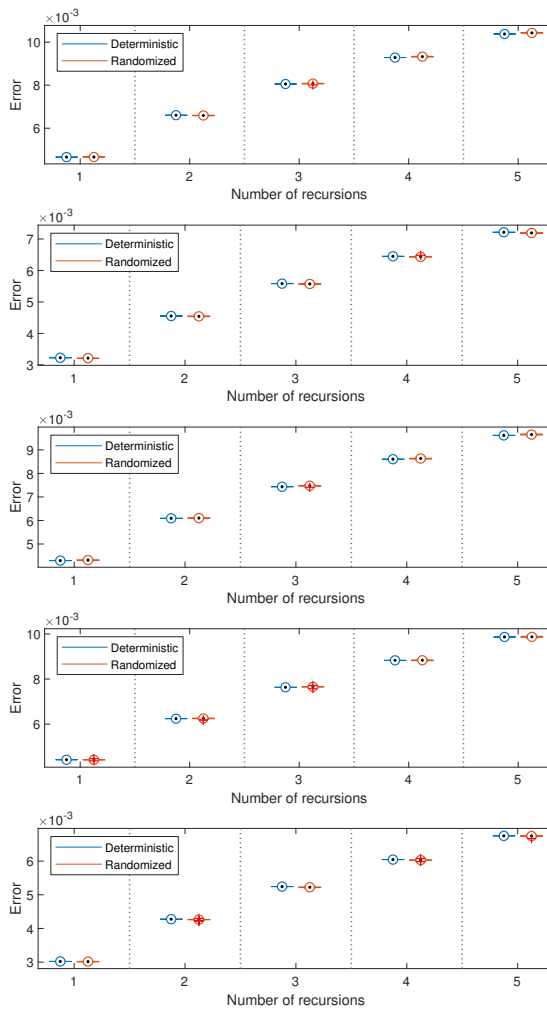 ×10⁻³
10
8
6
Error
Deterministic
Randomized
1 2 3 4 5
Number of recursions
×10⁻³
7
6
5
4
3
Error
Deterministic
Randomized
1 2 3 4 5
Number of recursions
×10⁻³
9
8
7
6
5
Error
Deterministic
Randomized
1 2 3 4 5
Number of recursions
×10⁻³
10
8
6
Error
Deterministic
Randomized
1 2 3 4 5
Number of recursions
×10⁻³
6
5
4
3
Error
Deterministic
Randomized
1 2 3 4 5
Number of recursions